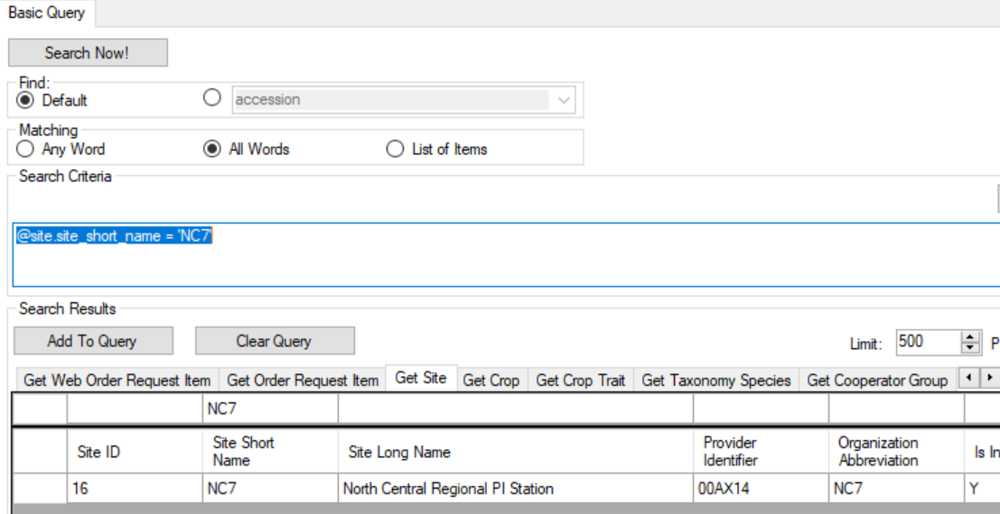 Basic Query
Search Now!
Find:
Default accession
Matching
Any Word All Words List of Items
Search Criteria
@site.site_short_name = 'NC7'
Search Results
Add To Query Clear Query Limit: 500 P
Get Web Order Request Item Get Order Request Item Get Site Get Crop Get Crop Trait Get Taxonomy Species Get Cooperator Group
NC7
Site ID Site Short Name Site Long Name Provider Identifier Organization Abbreviation Is In
16 NC7 North Central Regional PI Station 00AX14 NC7 Y